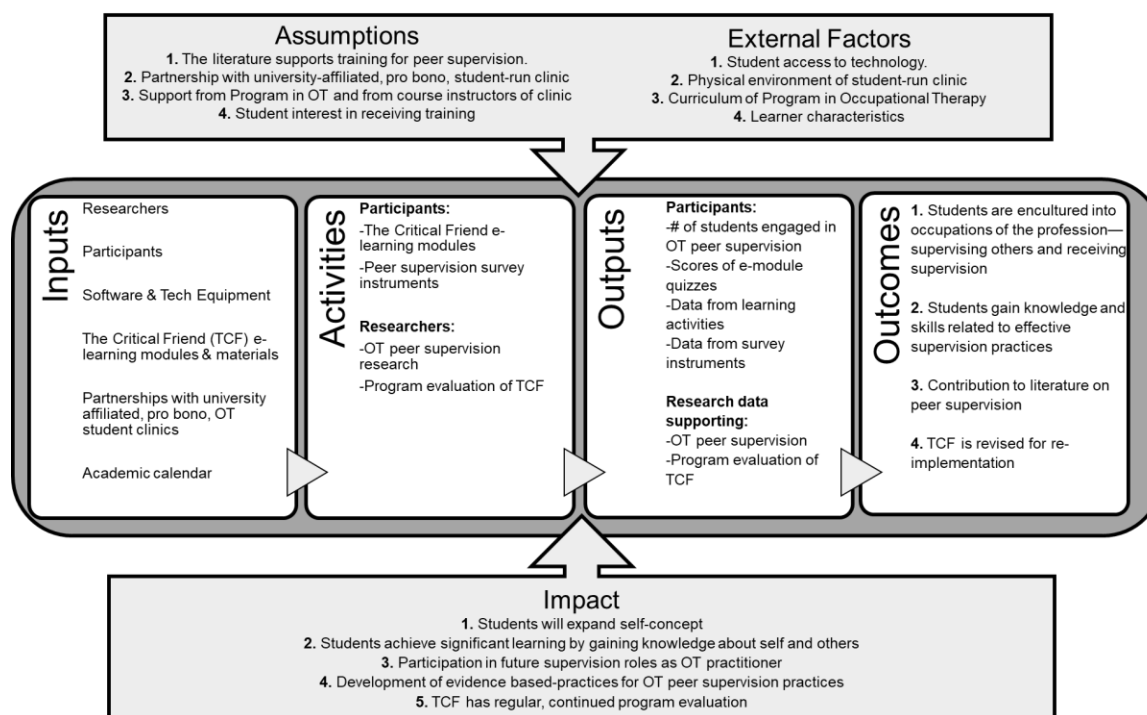 Assumptions
1. The literature supports training for peer supervision.
2. Partnership with university-affiliated, pro bono, student-run clinic
3. Support from Program in OT and from course instructors of clinic
4. Student interest in receiving training
External Factors
1. Student access to technology.
2. Physical environment of student-run clinic
3. Curriculum of Program in Occupational Therapy
4. Learner characteristics
Inputs
Researchers
Participants
Software & Tech Equipment
The Critical Friend (TCF) e-
learning modules & materials
Partnerships with university
affiliated, pro bono, OT
student clinics
Academic calendar
Activities
Participants:
-The Critical Friend e-
learning modules
-Peer supervision survey
instruments
Researchers:
-OT peer supervision
research
-Program evaluation of TCF
Outputs
Participants:
-# of students engaged in
OT peer supervision
-Scores of e-module
quizzes
-Data from learning
activities
-Data from survey
instruments
Research data
supporting:
-OT peer supervision
-Program evaluation of
TCF
Outcomes
1. Students are encultured into
occupations of the profession—
supervising others and receiving
supervision
2. Students gain knowledge and
skills related to effective
supervision practices
3. Contribution to literature on
peer supervision
4. TCF is revised for re-
implementation
Impact
1. Students will expand self-concept
2. Students achieve significant learning by gaining knowledge about self and others
3. Participation in future supervision roles as OT practitioner
4. Development of evidence based-practices for OT peer supervision practices
5. TCF has regular, continued program evaluation